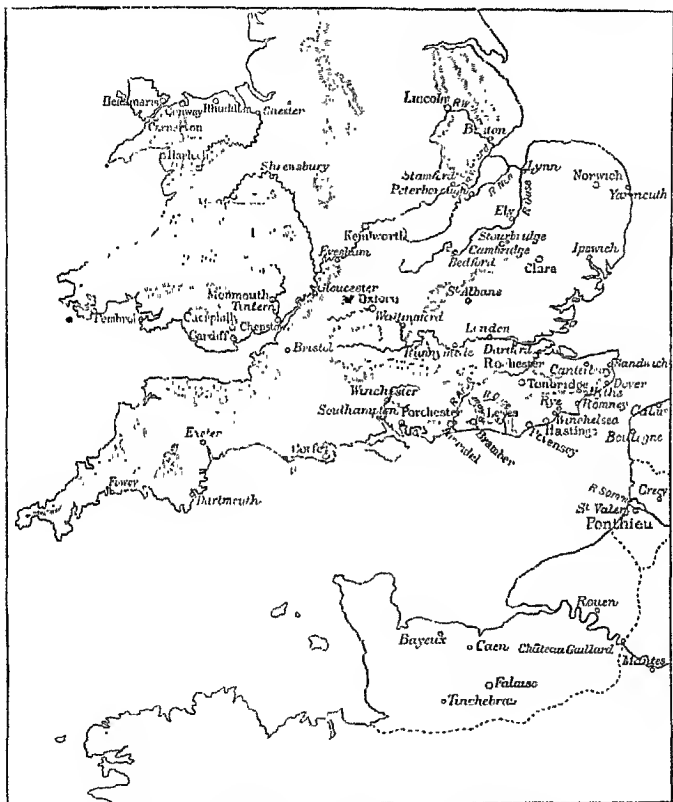 Lincoln
R.W
Boston
Beaumaris
Conway
Rhuddlan
Chester
Carnarvon
Harlech
Shrewsbury
Stamford
Peterborough
R. Nen
R. Ouse
Lynn
Norwich
Yarmouth
Ely
Kenilworth
Stourbridge
Cambridge
Bedford
Clare
Ipswich
Evesham
Gloucester
Oxford
St Albans
Monmouth
Tintern
Wallingford
Pembroke
Caerphilly
Chepstow
Cardiff
London
Bristol
Runnymede
Dartford
Rochester
Canterbury
Sandwich
Dover
Tonbridge
Hythe
Romney
Rye
Winchelsea
Hastings
Pevensey
Winchester
Southampton
Porchester
Lewes
Bramber
Arundel
Calais
Boulogne
Exeter
Corfe
Fowey
Dartmouth
R. Somme
Crecy
St Valery
Ponthieu
Rouen
Bayeux
Caen
Château Gaillard
Mantes
Falaise
Tinchebrai